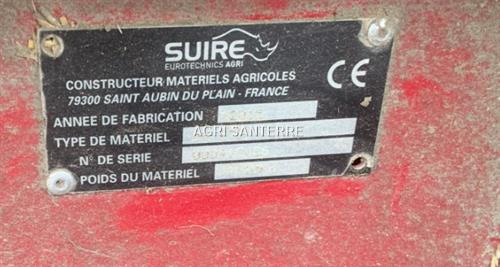 SUIRE
EUROTECHNICS AGRI
CONSTRUCTEUR MATERIELS AGRICOLES
79300 SAINT AUBIN DU PLAIN - FRANCE
CE
ANNEE DE FABRICATION
AGRI SANTERRE
TYPE DE MATERIEL
N° DE SERIE
POIDS DU MATERIEL